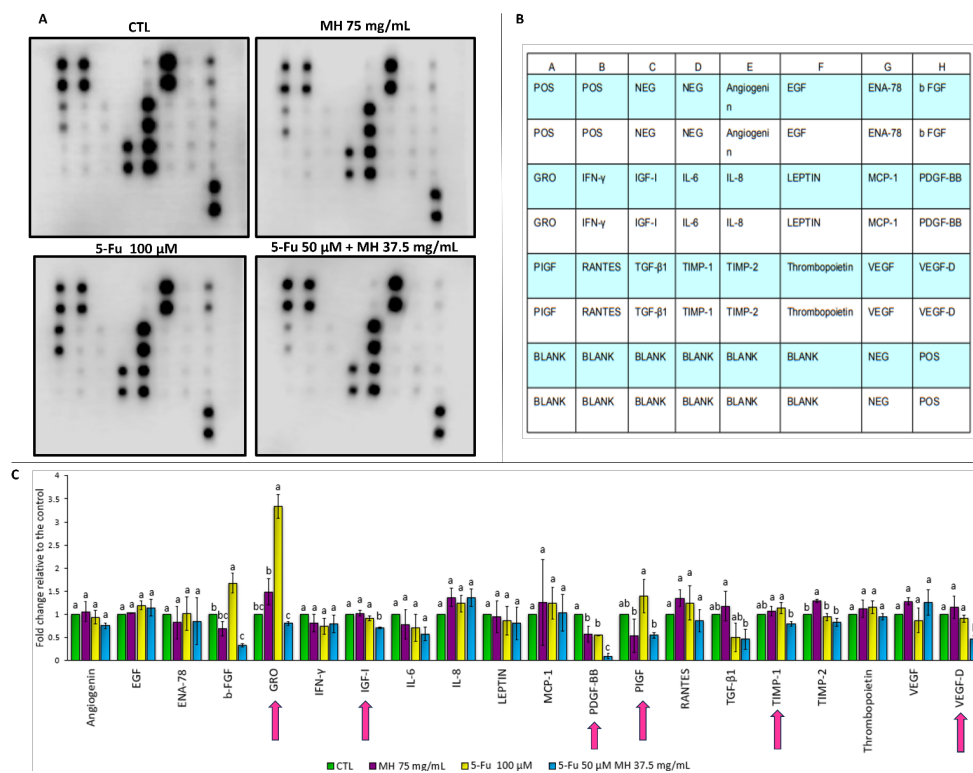 A
CTL
MH 75 mg/mL
5-Fu 100 µM
5-Fu 50 µM + MH 37.5 mg/mL
B
A B C D E F G H
POS POS NEG NEG Angiogeni EGF ENA-78 b FGF
n
POS POS NEG NEG Angiogeni EGF ENA-78 b FGF
n
GRO IFN-γ IGF-I IL-6 IL-8 LEPTIN MCP-1 PDGF-BB
GRO IFN-γ IGF-I IL-6 IL-8 LEPTIN MCP-1 PDGF-BB
PIGF RANTES TGF-β1 TIMP-1 TIMP-2 Thrombopoietin VEGF VEGF-D
PIGF RANTES TGF-β1 TIMP-1 TIMP-2 Thrombopoietin VEGF VEGF-D
BLANK BLANK BLANK BLANK BLANK BLANK NEG POS
BLANK BLANK BLANK BLANK BLANK BLANK NEG POS
C
Fold change relative to the control
4
3.5
3
2.5
2
1.5
1
0.5
0
a a a a
a a a a
a a a a
b bc a c
bc b a c
a a a a
a a a b
a a a a
a a a a
a a a a
a a a a
a b b c
ab b a b
a a a a
a a ab b
a a a b
a b a a
a a a a
a a a a
a a a
Angiogenin
EGF
ENA-78
b-FGF
GRO
IFN-γ
IGF-I
IL-6
IL-8
LEPTIN
MCP-1
PDGF-BB
PIGF
RANTES
TGF-β1
TIMP-1
TIMP-2
Thrombopoietin
VEGF
VEGF-D
CTL MH 75 mg/mL 5-Fu 100 µM 5-Fu 50 µM MH 37.5 mg/mL